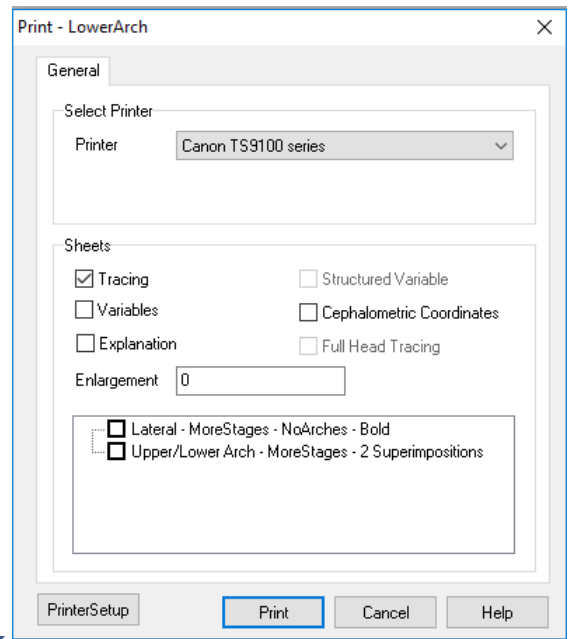 Print - LowerArch
General
Select Printer
Printer Canon TS9100 series
Sheets
Tracing Structured Variable
Variables Cephalometric Coordinates
Explanation Full Head Tracing
Enlargement 0
Lateral - MoreStages - NoArches - Bold
Upper/Lower Arch - MoreStages - 2 Superimpositions
PrinterSetup Print Cancel Help